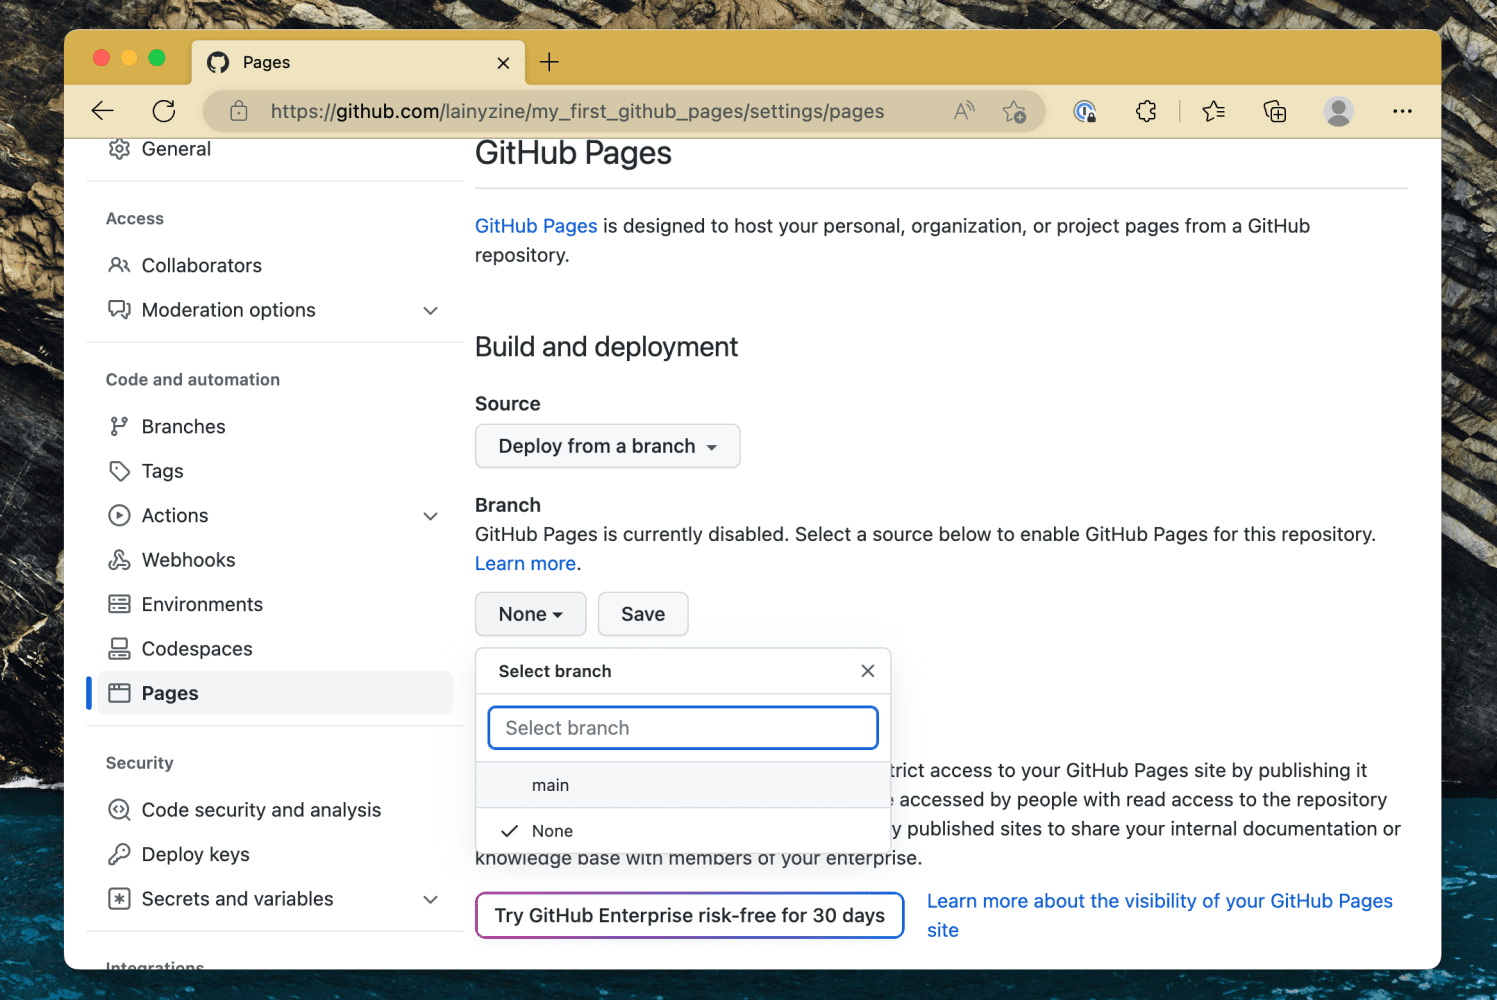 Pages
https://github.com/lainyzine/my_first_github_pages/settings/pages
General
Access
Collaborators
Moderation options
Code and automation
Branches
Tags
Actions
Webhooks
Environments
Codespaces
Pages
Security
Code security and analysis
Deploy keys
Secrets and variables
Integrations
GitHub Pages
GitHub Pages is designed to host your personal, organization, or project pages from a GitHub
repository.
Build and deployment
Source
Deploy from a branch
Branch
GitHub Pages is currently disabled. Select a source below to enable GitHub Pages for this repository.
Learn more.
None
Save
Select branch
Select branch
main
None
trict access to your GitHub Pages site by publishing it
accessed by people with read access to the repository
y published sites to share your internal documentation or
knowledge base with members of your enterprise.
Try GitHub Enterprise risk-free for 30 days
Learn more about the visibility of your GitHub Pages
site